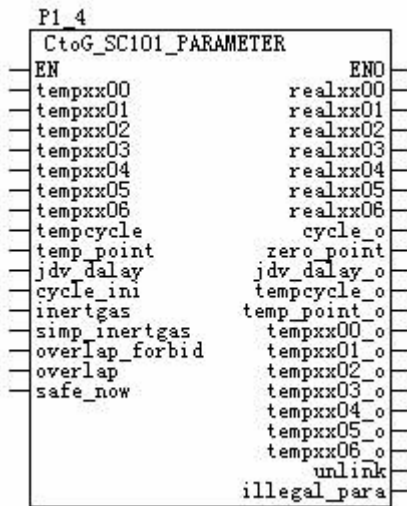 P1_4
CtoG_SC101_PARAMETER
EN ENO
tempxx00 realxx00
tempxx01 realxx01
tempxx02 realxx02
tempxx03 realxx03
tempxx04 realxx04
tempxx05 realxx05
tempxx06 realxx06
tempcycle cycle_o
temp_point zero_point
jdv_dalay jdv_dalay_o
cycle_ini tempcycle_o
inertgas temp_point_o
simp_inertgas tempxx00_o
overlap_forbid tempxx01_o
overlap tempxx02_o
safe_now tempxx03_o
tempxx04_o
tempxx05_o
tempxx06_o
unlink
illegal_para